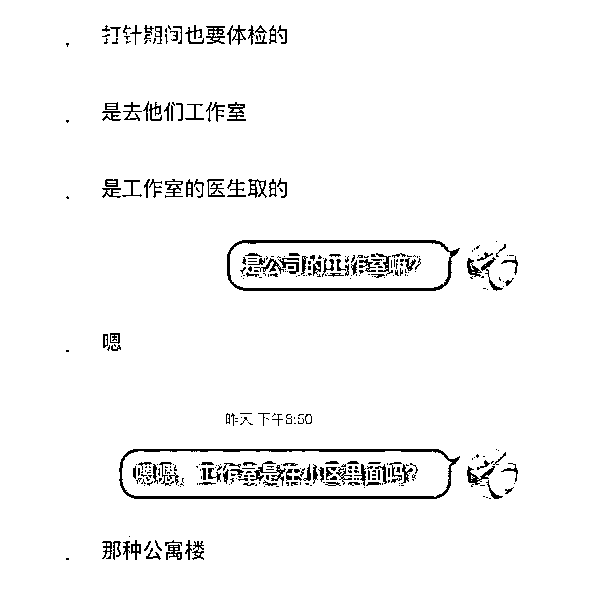 打针期间也要体检的
是去他们工作室
是工作室的医生取的
是公司的工作室嘛?
嗯
昨天 下午8:50
嗯嗯，工作室是在小区里面吗?
那种公寓楼